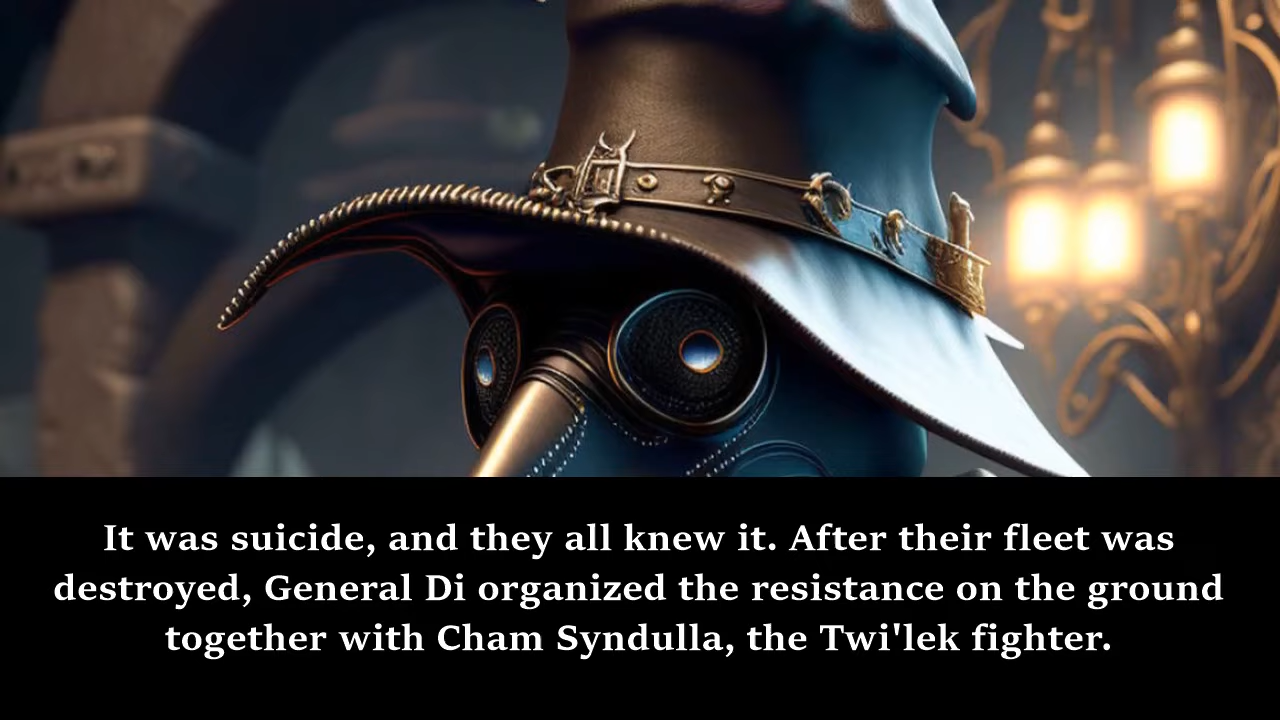 It was suicide, and they all knew it. After their fleet was
destroyed, General Di organized the resistance on the ground
together with Cham Syndulla, the Twi'lek fighter.